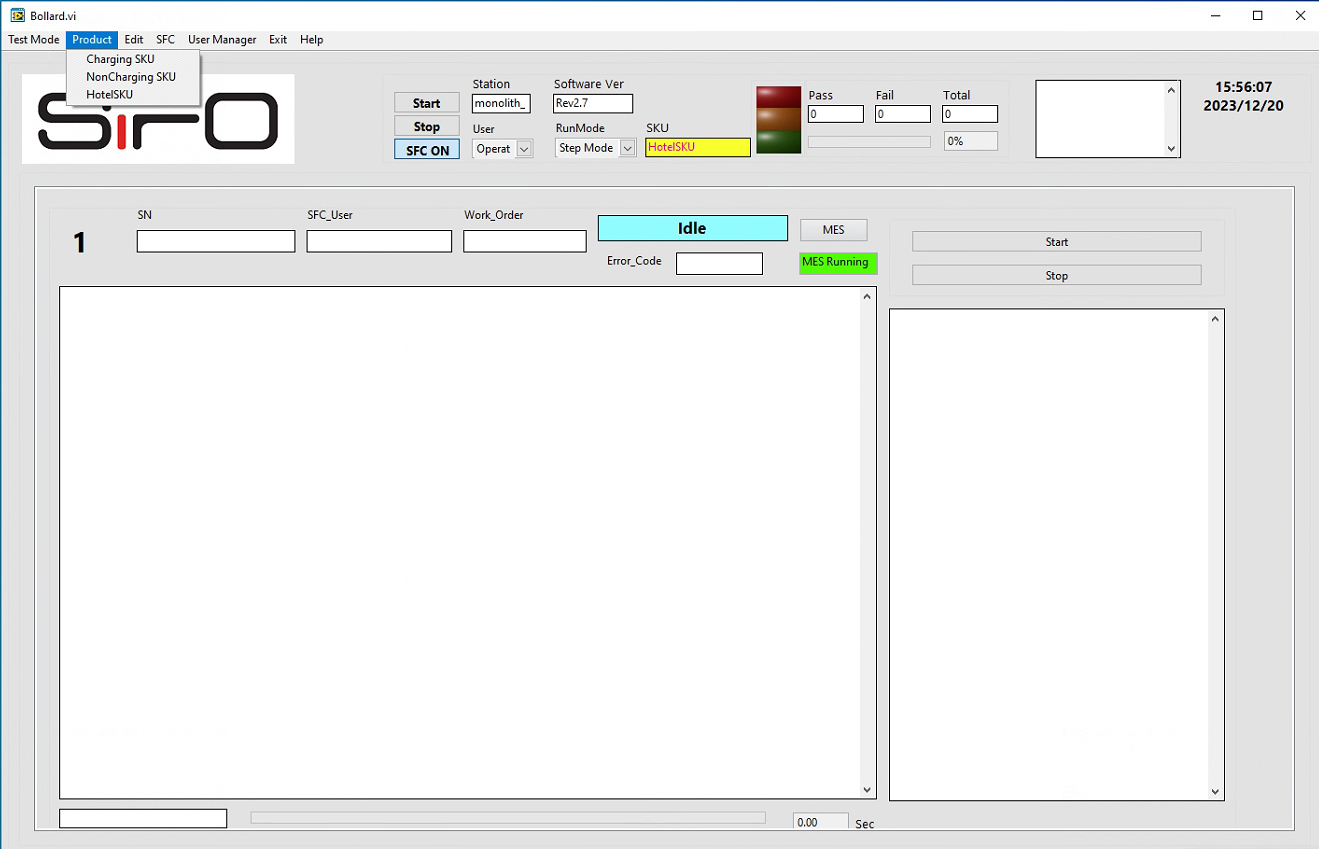 Bollard.vi
Test Mode Product Edit SFC User Manager Exit Help
Charging SKU
NonCharging SKU
HotelSKU
SirO
Start
Stop
SFC ON
Station
monolith_
User
Operat
Software Ver
Rev2.7
RunMode
Step Mode
SKU
HotelSKU
Pass
0
Fail
0
Total
0
0%
15:56:07
2023/12/20
1
SN
SFC_User
Work_Order
Idle
MES
Error_Code
MES Running
Start
Stop
0.00 Sec